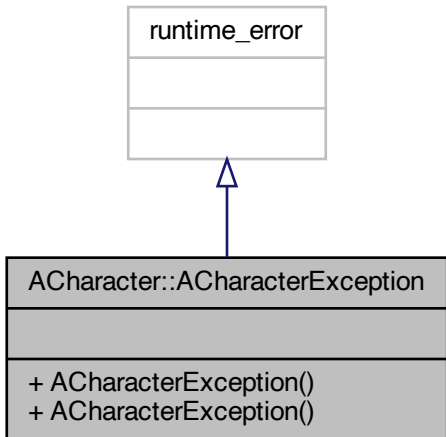 runtime_error
ACharacter::ACharacterException
+ ACharacterException()
+ ACharacterException()